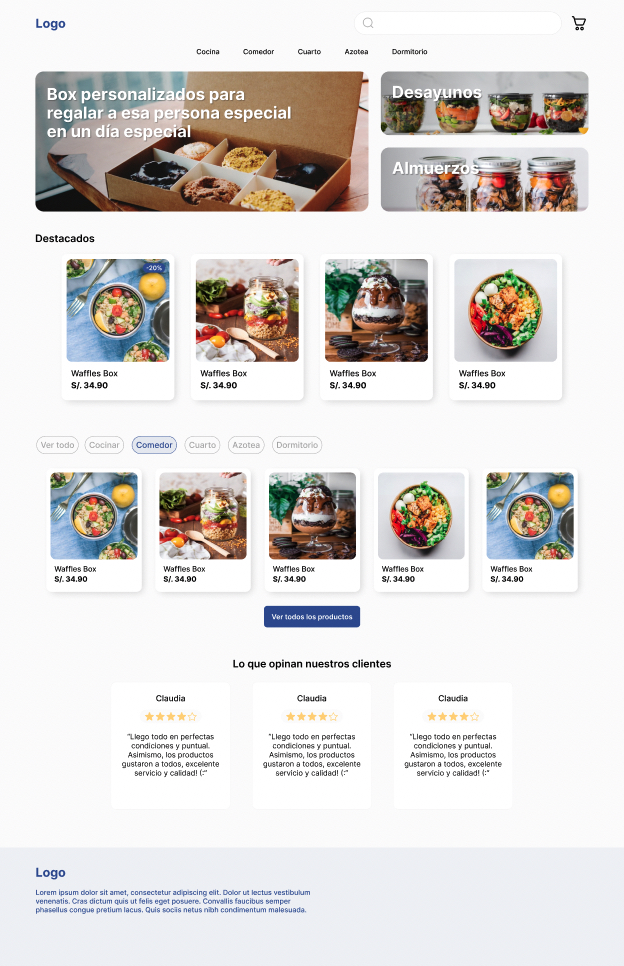 Logo
Cocina Comedor Cuarto Azotea Dormitorio
Box personalizados para
regalar a esa persona especial
en un día especial
Desayunos
Almuerzos
Destacados
-20%
Waffles Box
S/. 34.90
Waffles Box
S/. 34.90
Waffles Box
S/. 34.90
Waffles Box
S/. 34.90
Ver todo Cocinar Comedor Cuarto Azotea Dormitorio
Waffles Box
S/. 34.90
Waffles Box
S/. 34.90
Waffles Box
S/. 34.90
Waffles Box
S/. 34.90
Waffles Box
S/. 34.90
Ver todos los productos
Lo que opinan nuestros clientes
Claudia
"Llego todo en perfectas
condiciones y puntual.
Asimismo, los productos
gustaron a todos, excelente
servicio y calidad! (:"
Claudia
"Llego todo en perfectas
condiciones y puntual.
Asimismo, los productos
gustaron a todos, excelente
servicio y calidad! (:"
Claudia
"Llego todo en perfectas
condiciones y puntual.
Asimismo, los productos
gustaron a todos, excelente
servicio y calidad! (:"
Logo
Lorem ipsum dolor sit amet, consectetur adipiscing elit. Dolor ut lectus vestibulum
venenatis. Cras dictum quis ut felis eget posuere. Convallis faucibus semper
phasellus congue pretium lacus. Quis sociis netus nibh condimentum malesuada.